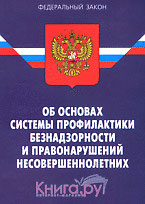 ФЕДЕРАЛЬНЫЙ ЗАКОН
ОБ ОСНОВАХ
СИСТЕМЫ ПРОФИЛАКТИКИ
БЕЗНАДЗОРНОСТИ
И ПРАВОНАРУШЕНИЙ
НЕСОВЕРШЕННОЛЕТНИХ
Книга.ру